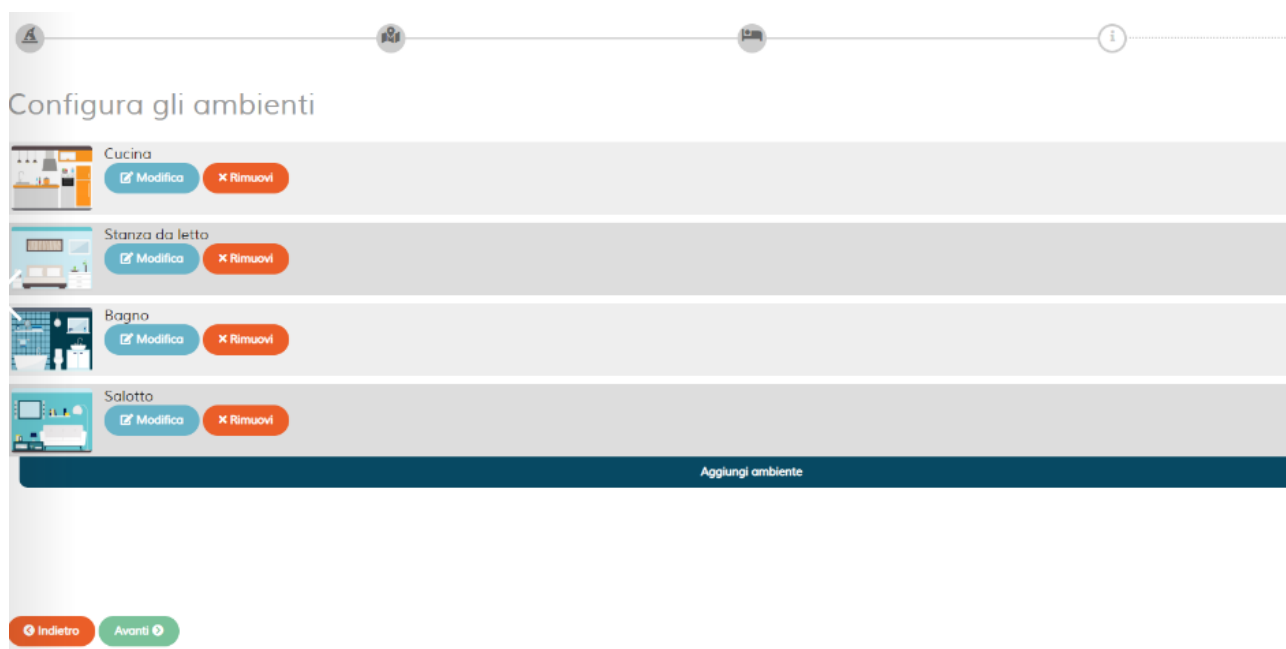 i
Configura gli ambienti
Cucina
Modifica
Rimuovi
Stanza da letto
Modifica
Rimuovi
Bagno
Modifica
Rimuovi
Salotto
Modifica
Rimuovi
Aggiungi ambiente
Indietro
Avanti